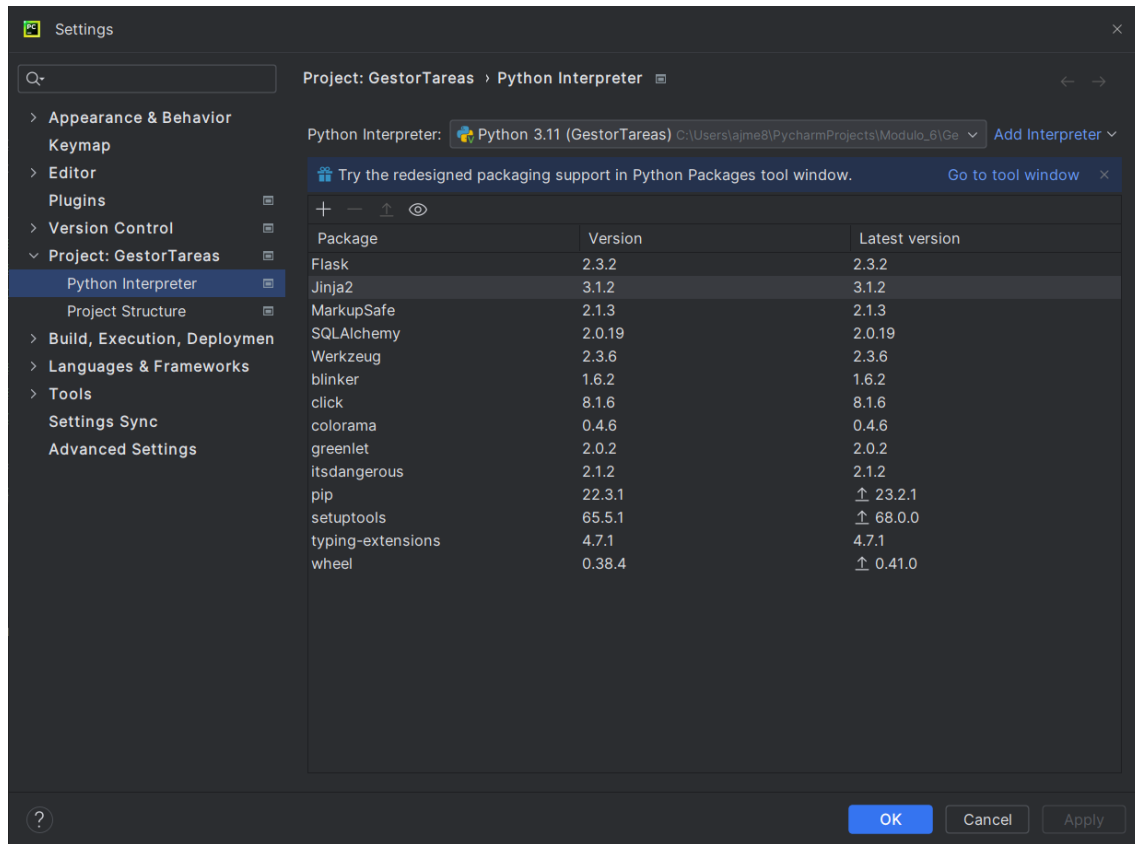 PC
Settings
Project: GestorTareas › Python Interpreter
Appearance & Behavior
Keymap
Editor
Plugins
Version Control
Project: GestorTareas
Python Interpreter
Project Structure
Build, Execution, Deploymen
Languages & Frameworks
Tools
Settings Sync
Advanced Settings
Python Interpreter: Python 3.11 (GestorTareas) C:\Users\ajme8\PycharmProjects\Modulo_6\Ge Add Interpreter
Try the redesigned packaging support in Python Packages tool window. Go to tool window
Package Version Latest version
Flask 2.3.2 2.3.2
Jinja2 3.1.2 3.1.2
MarkupSafe 2.1.3 2.1.3
SQLAlchemy 2.0.19 2.0.19
Werkzeug 2.3.6 2.3.6
blinker 1.6.2 1.6.2
click 8.1.6 8.1.6
colorama 0.4.6 0.4.6
greenlet 2.0.2 2.0.2
itsdangerous 2.1.2 2.1.2
pip 22.3.1 23.2.1
setuptools 65.5.1 68.0.0
typing-extensions 4.7.1 4.7.1
wheel 0.38.4 0.41.0
? OK Cancel Apply